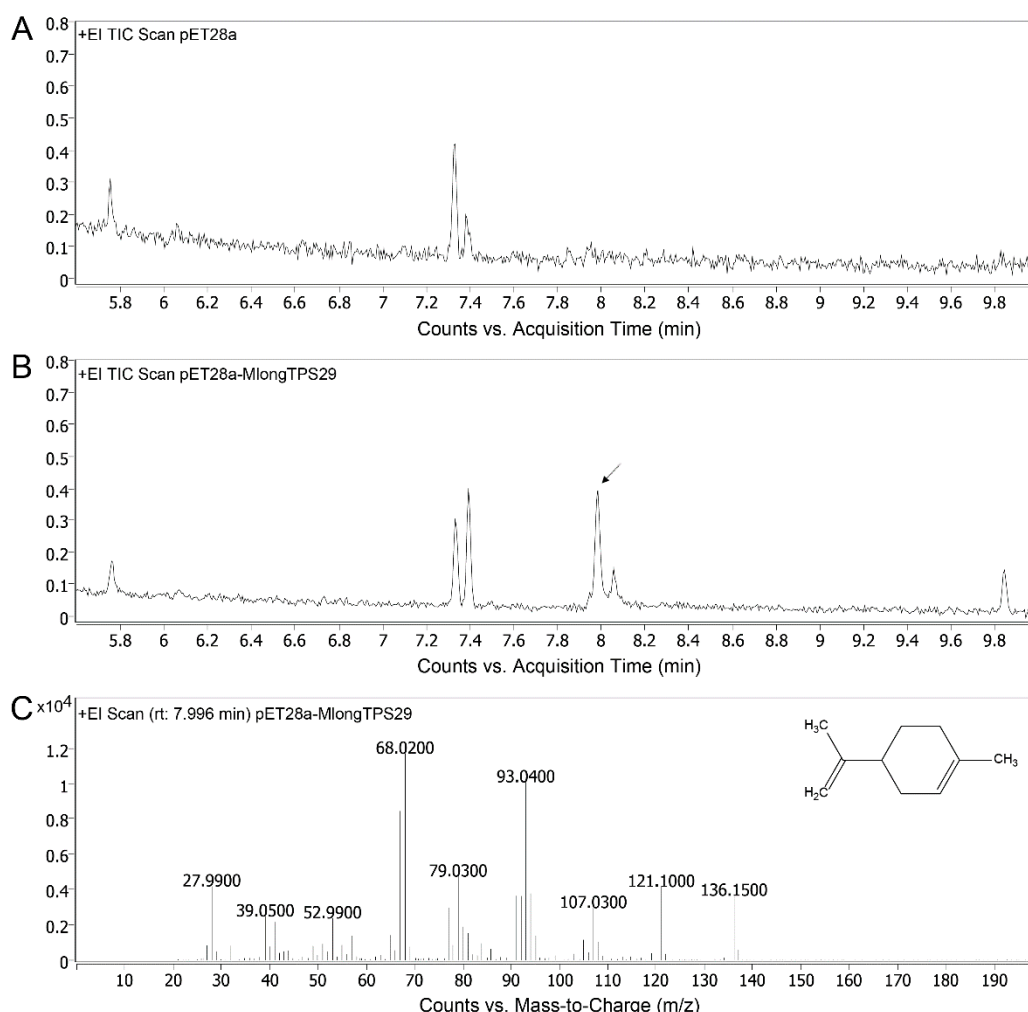 A
+EI TIC Scan pET28a
0.8
0.7
0.6
0.5
0.4
0.3
0.2
0.1
0
5.8 6 6.2 6.4 6.6 6.8 7 7.2 7.4 7.6 7.8 8 8.2 8.4 8.6 8.8 9 9.2 9.4 9.6 9.8
Counts vs. Acquisition Time (min)
B
+EI TIC Scan pET28a-MlongTPS29
0.8
0.7
0.6
0.5
0.4
0.3
0.2
0.1
0
5.8 6 6.2 6.4 6.6 6.8 7 7.2 7.4 7.6 7.8 8 8.2 8.4 8.6 8.8 9 9.2 9.4 9.6 9.8
Counts vs. Acquisition Time (min)
C x10⁴
+EI Scan (rt: 7.996 min) pET28a-MlongTPS29
1.2
1
0.8
0.6
0.4
0.2
0
68.0200
93.0400
27.9900
39.0500
52.9900
79.0300
107.0300
121.1000
136.1500
H₃C
CH₃
H₂C
10 20 30 40 50 60 70 80 90 100 110 120 130 140 150 160 170 180 190
Counts vs. Mass-to-Charge (m/z)